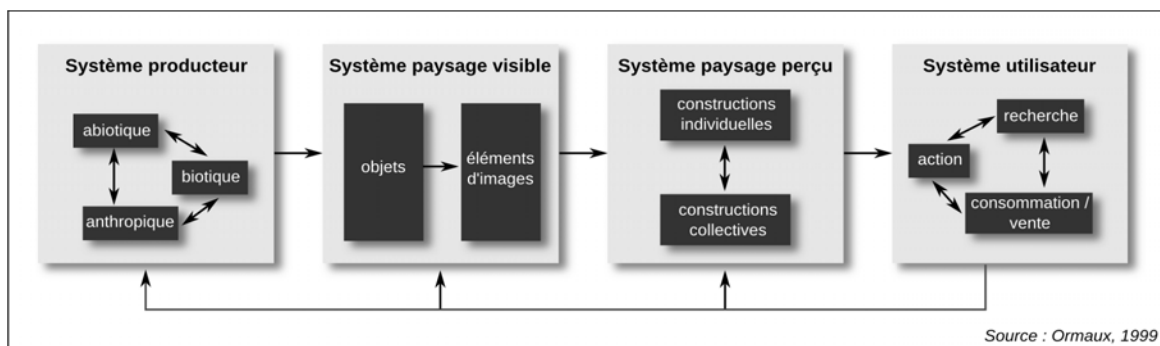 Système producteur
abiotique
biotique
anthropique
Système paysage visible
objets
éléments
d'images
Système paysage perçu
constructions
individuelles
constructions
collectives
Système utilisateur
recherche
action
consommation /
vente
Source : Ormaux, 1999